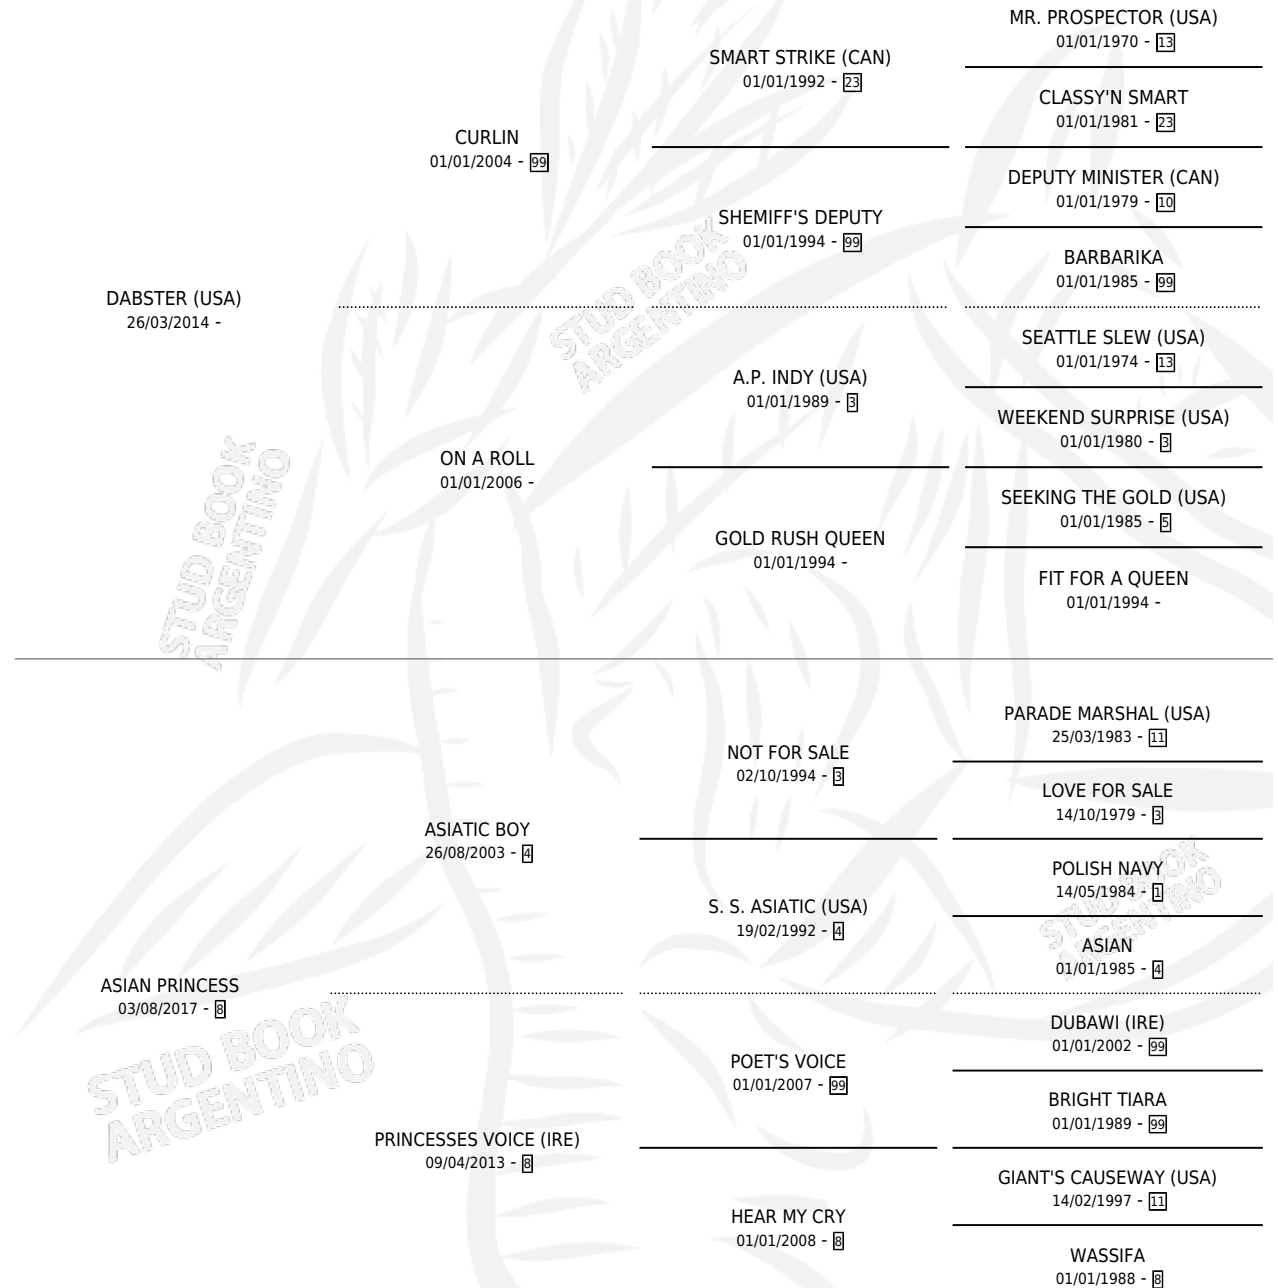 MR. PROSPECTOR (USA)
01/01/1970 - 13
SMART STRIKE (CAN)
01/01/1992 - 23
CLASSY'N SMART
01/01/1981 - 23
CURLIN
01/01/2004 - 99
DEPUTY MINISTER (CAN)
01/01/1979 - 10
SHEMIFF'S DEPUTY
01/01/1994 - 99
BARBARIKA
01/01/1985 - 99
STUD BOOK
ARGENTINO
DABSTER (USA)
26/03/2014 -
SEATTLE SLEW (USA)
01/01/1974 - 13
A.P. INDY (USA)
01/01/1989 - 3
WEEKEND SURPRISE (USA)
01/01/1980 - 3
ON A ROLL
01/01/2006 -
SEEKING THE GOLD (USA)
01/01/1985 - 5
GOLD RUSH QUEEN
01/01/1994 -
FIT FOR A QUEEN
01/01/1994 -
STUD BOOK
ARGENTINO
PARADE MARSHAL (USA)
25/03/1983 - 11
NOT FOR SALE
02/10/1994 - 3
LOVE FOR SALE
14/10/1979 - 3
ASIATIC BOY
26/08/2003 - 4
POLISH NAVY
14/05/1984 - 1
S. S. ASIATIC (USA)
19/02/1992 - 4
ASIAN
01/01/1985 - 4
STUD BOOK
ARGENTINO
ASIAN PRINCESS
03/08/2017 - 8
DUBAWI (IRE)
01/01/2002 - 99
POET'S VOICE
01/01/2007 - 99
BRIGHT TIARA
01/01/1989 - 99
STUD BOOK
ARGENTINO
PRINCESSES VOICE (IRE)
09/04/2013 - 8
GIANT'S CAUSEWAY (USA)
14/02/1997 - 11
HEAR MY CRY
01/01/2008 - 8
WASSIFA
01/01/1988 - 8